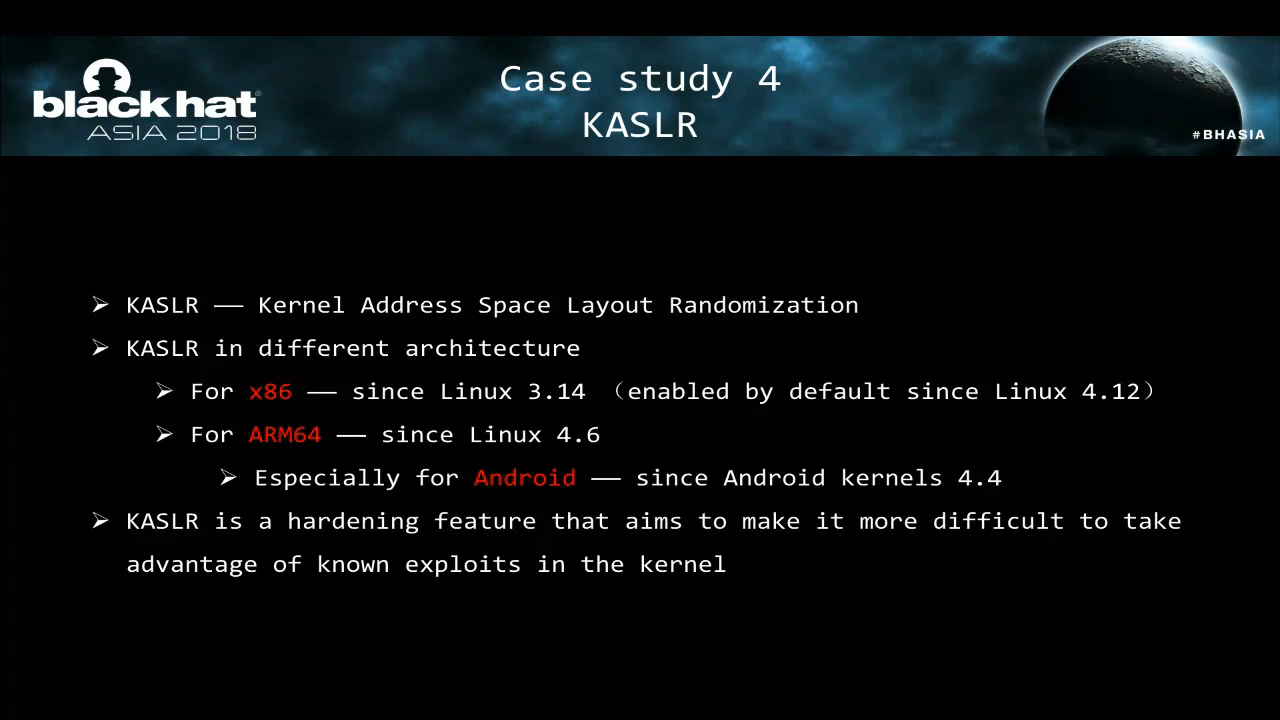 black hat®
ASIA 2018
Case study 4
KASLR
#BHASIA
➢ KASLR —— Kernel Address Space Layout Randomization
➢ KASLR in different architecture
➢ For x86 —— since Linux 3.14 （enabled by default since Linux 4.12）
➢ For ARM64 —— since Linux 4.6
➢ Especially for Android —— since Android kernels 4.4
➢ KASLR is a hardening feature that aims to make it more difficult to take
advantage of known exploits in the kernel